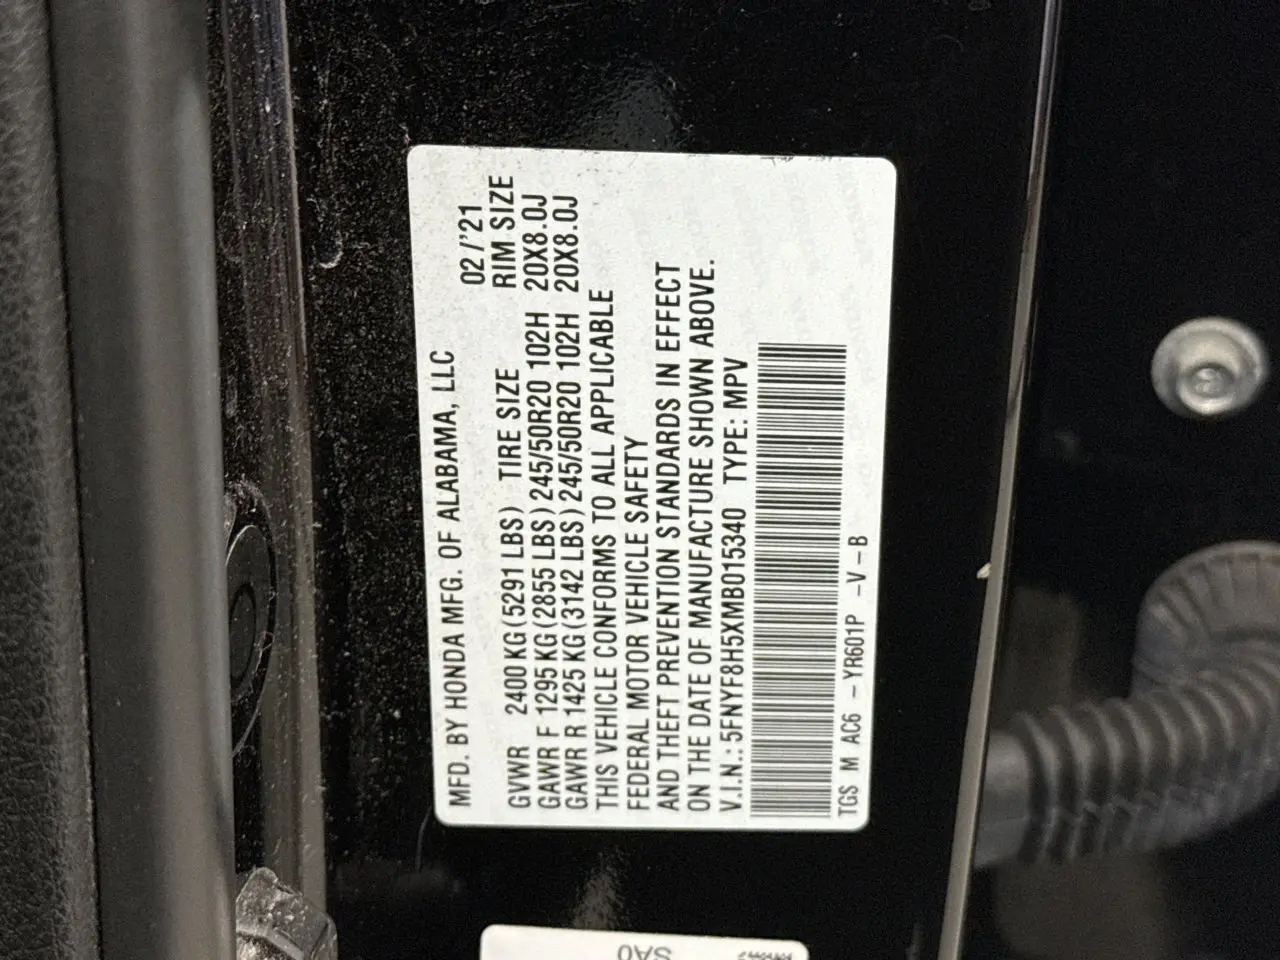 MFD. BY HONDA MFG. OF ALABAMA, LLC
02/'21
GVWR 2400 KG (5291 LBS) TIRE SIZE RIM SIZE
GAWR F 1295 KG (2855 LBS) 245/50R20 102H 20X8.0J
GAWR R 1425 KG (3142 LBS) 245/50R20 102H 20X8.0J
THIS VEHICLE CONFORMS TO ALL APPLICABLE
FEDERAL MOTOR VEHICLE SAFETY
AND THEFT PREVENTION STANDARDS IN EFFECT
ON THE DATE OF MANUFACTURE SHOWN ABOVE.
V.I.N.: 5FNYF8H5XMB015340 TYPE: MPV
TGS M AC6 - YR601P -V-B